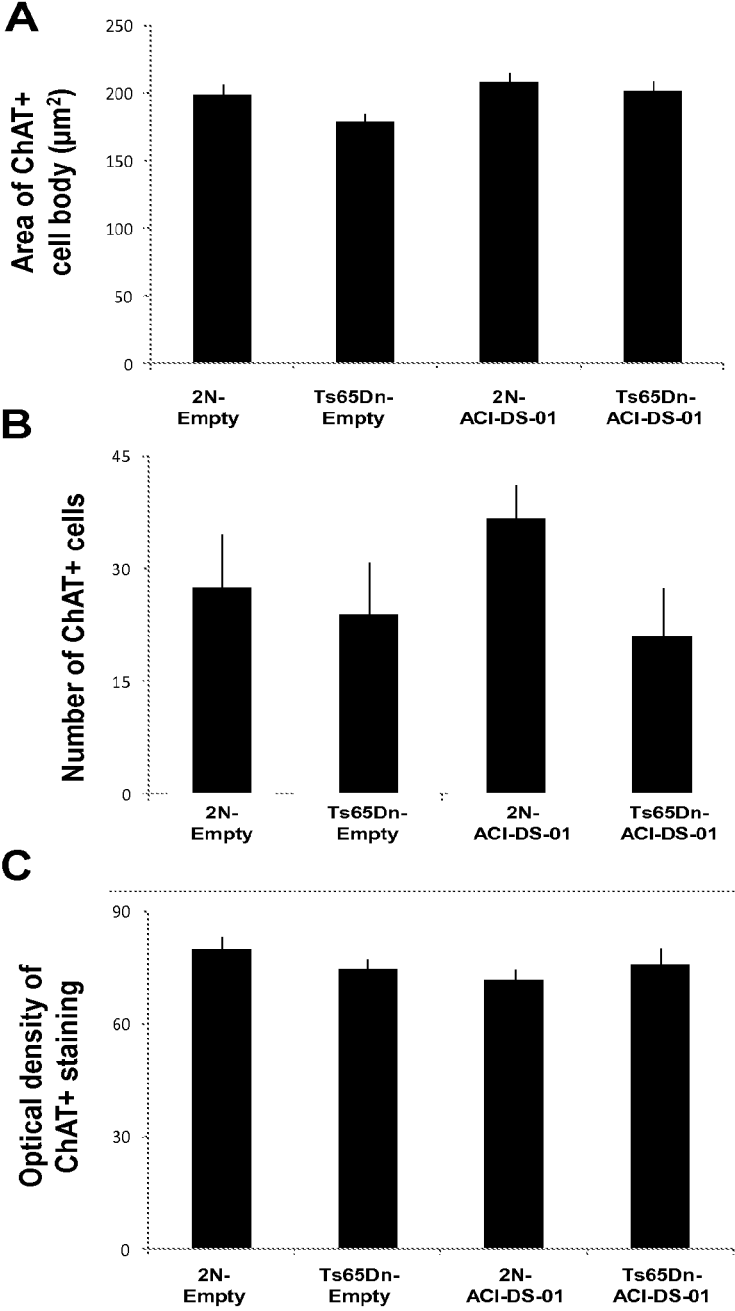 A
Area of ChAT+
cell body (µm²)
250
200
150
100
50
0
2N-
Empty
Ts65Dn-
Empty
2N-
ACI-DS-01
Ts65Dn-
ACI-DS-01
B
Number of ChAT+ cells
45
30
15
0
2N-
Empty
Ts65Dn-
Empty
2N-
ACI-DS-01
Ts65Dn-
ACI-DS-01
C
Optical density of
ChAT+ staining
90
60
30
0
2N-
Empty
Ts65Dn-
Empty
2N-
ACI-DS-01
Ts65Dn-
ACI-DS-01